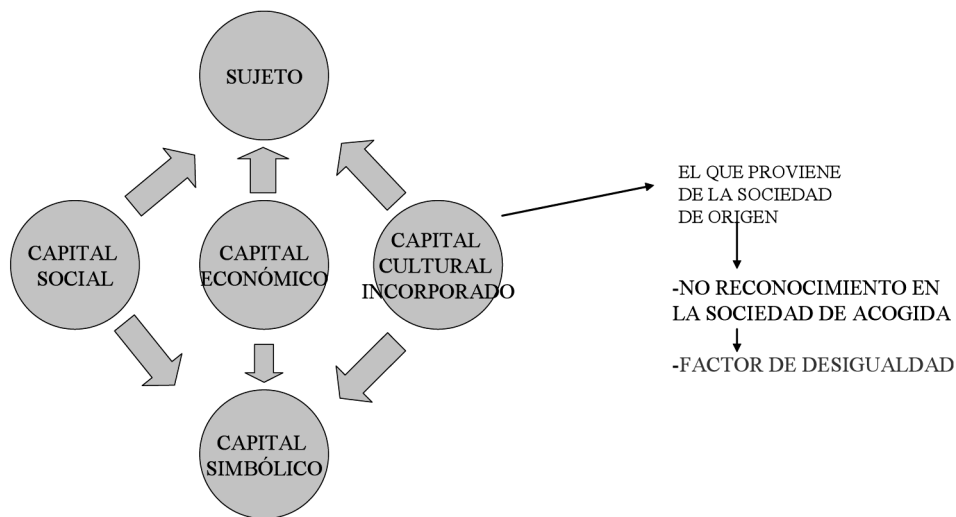 SUJETO
CAPITAL
SOCIAL
CAPITAL
ECONÓMICO
CAPITAL
CULTURAL
INCORPORADO
CAPITAL
SIMBÓLICO
EL QUE PROVIENE
DE LA SOCIEDAD
DE ORIGEN
-NO RECONOCIMIENTO EN
LA SOCIEDAD DE ACOGIDA
-FACTOR DE DESIGUALDAD